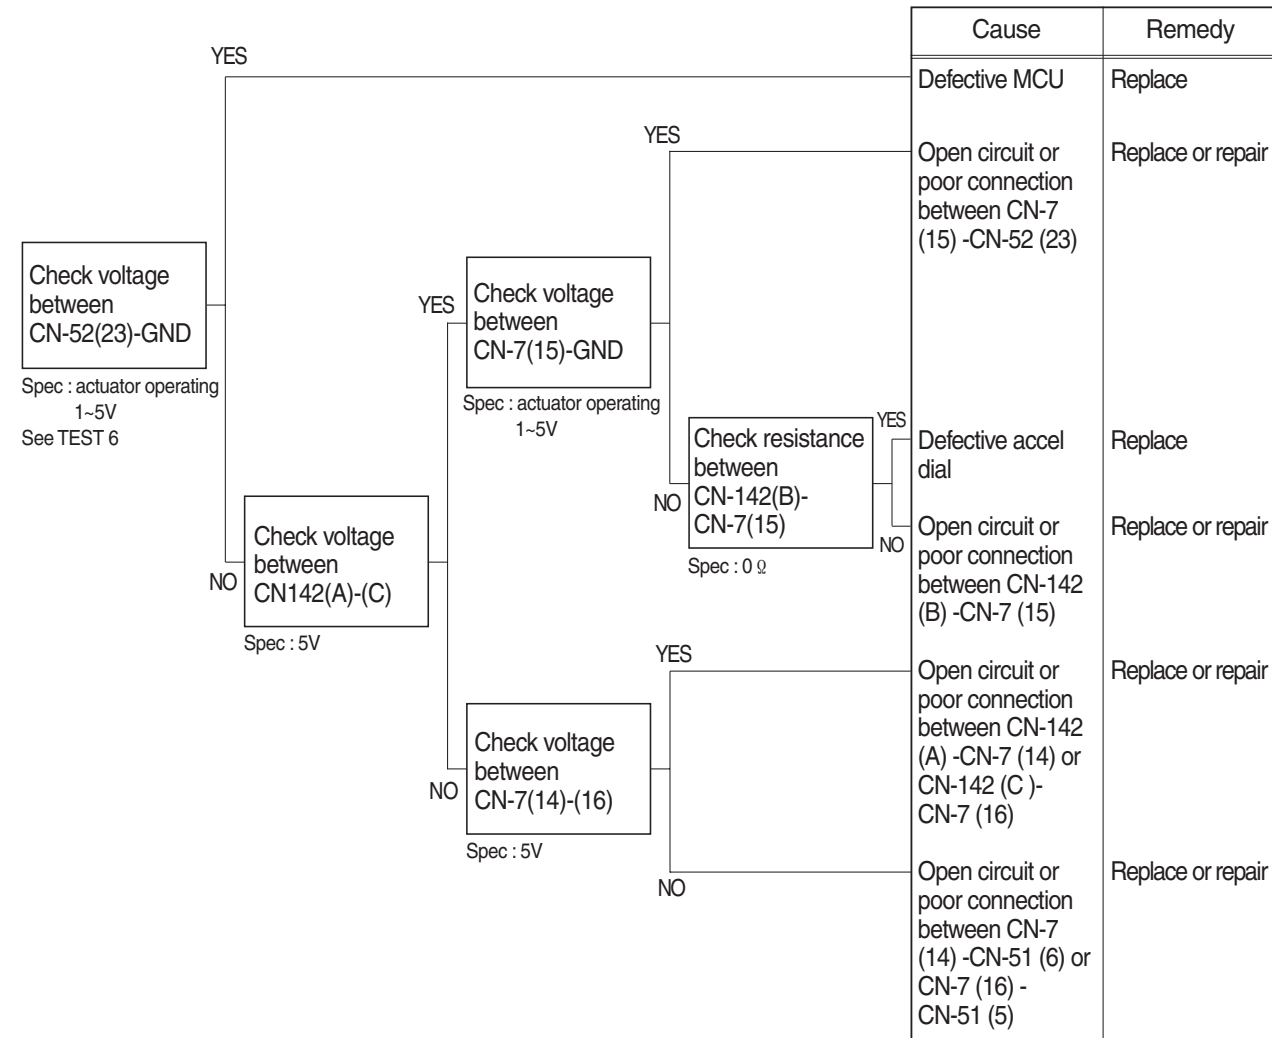 Cause
Remedy
YES
Defective MCU
Replace
YES
Open circuit or
poor connection
between CN-7
(15) -CN-52 (23)
Replace or repair
Check voltage
between
CN-52(23)-GND
Spec : actuator operating
1~5V
See TEST 6
YES
Check voltage
between
CN-7(15)-GND
Spec : actuator operating
1~5V
NO
Check resistance
between
CN-142(B)-
CN-7(15)
Spec : 0 Ω
YES
Defective accel
dial
Replace
NO
Open circuit or
poor connection
between CN-142
(B) -CN-7 (15)
Replace or repair
NO
Check voltage
between
CN142(A)-(C)
Spec : 5V
YES
Open circuit or
poor connection
between CN-142
(A) -CN-7 (14) or
CN-142 (C )-
CN-7 (16)
Replace or repair
NO
Check voltage
between
CN-7(14)-(16)
Spec : 5V
NO
Open circuit or
poor connection
between CN-7
(14) -CN-51 (6) or
CN-7 (16) -
CN-51 (5)
Replace or repair